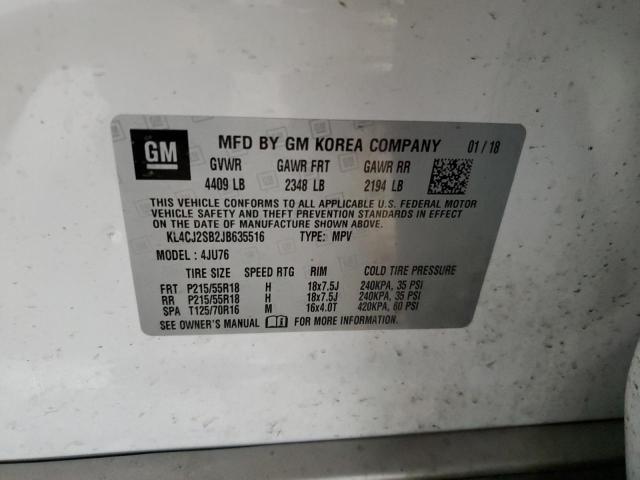 GM
MFD BY GM KOREA COMPANY 01 / 18
GVWR GAWR FRT GAWR RR
4409 LB 2348 LB 2194 LB
THIS VEHICLE CONFORMS TO ALL APPLICABLE U.S. FEDERAL MOTOR
VEHICLE SAFETY AND THEFT PREVENTION STANDARDS IN EFFECT
ON THE DATE OF MANUFACTURE SHOWN ABOVE.
KL4CJ2SB2JB635516 TYPE: MPV
MODEL : 4JU76
TIRE SIZE SPEED RTG RIM COLD TIRE PRESSURE
FRT P215/55R18 H 18x7.5J 240KPA, 35 PSI
RR P215/55R18 H 18x7.5J 240KPA, 35 PSI
SPA T125/70R16 M 16x4.0T 420KPA, 60 PSI
SEE OWNER'S MANUAL FOR MORE INFORMATION.